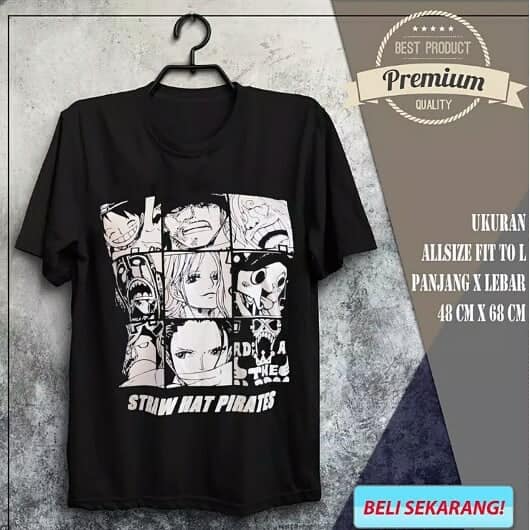 BEST PRODUCT
Premium
QUALITY
UKURAN
ALLSIZE FIT TO L
PANJANG X LEBAR
48 CM X 68 CM
THE
STRAW HAT PIRATES
BELI SEKARANG!